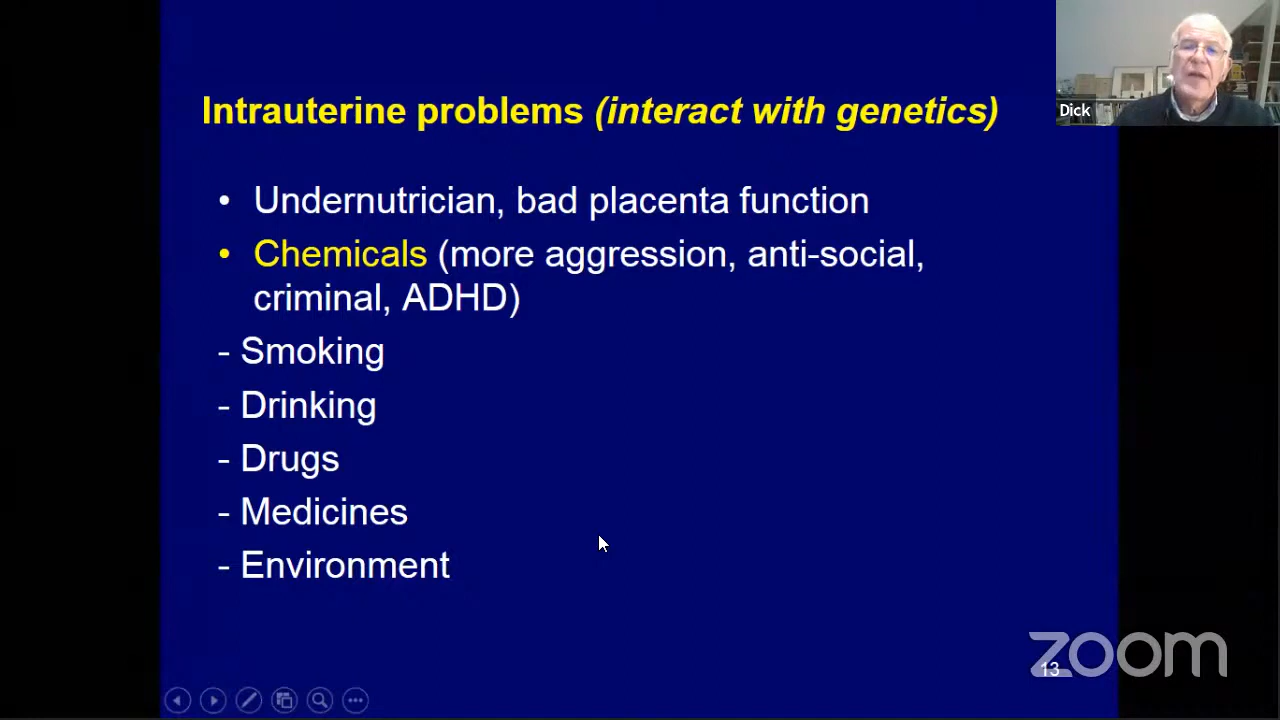 Intrauterine problems (interact with genetics)
Dick
• Undernutrician, bad placenta function
• Chemicals (more aggression, anti-social,
criminal, ADHD)
- Smoking
- Drinking
- Drugs
- Medicines
- Environment
zoom
13